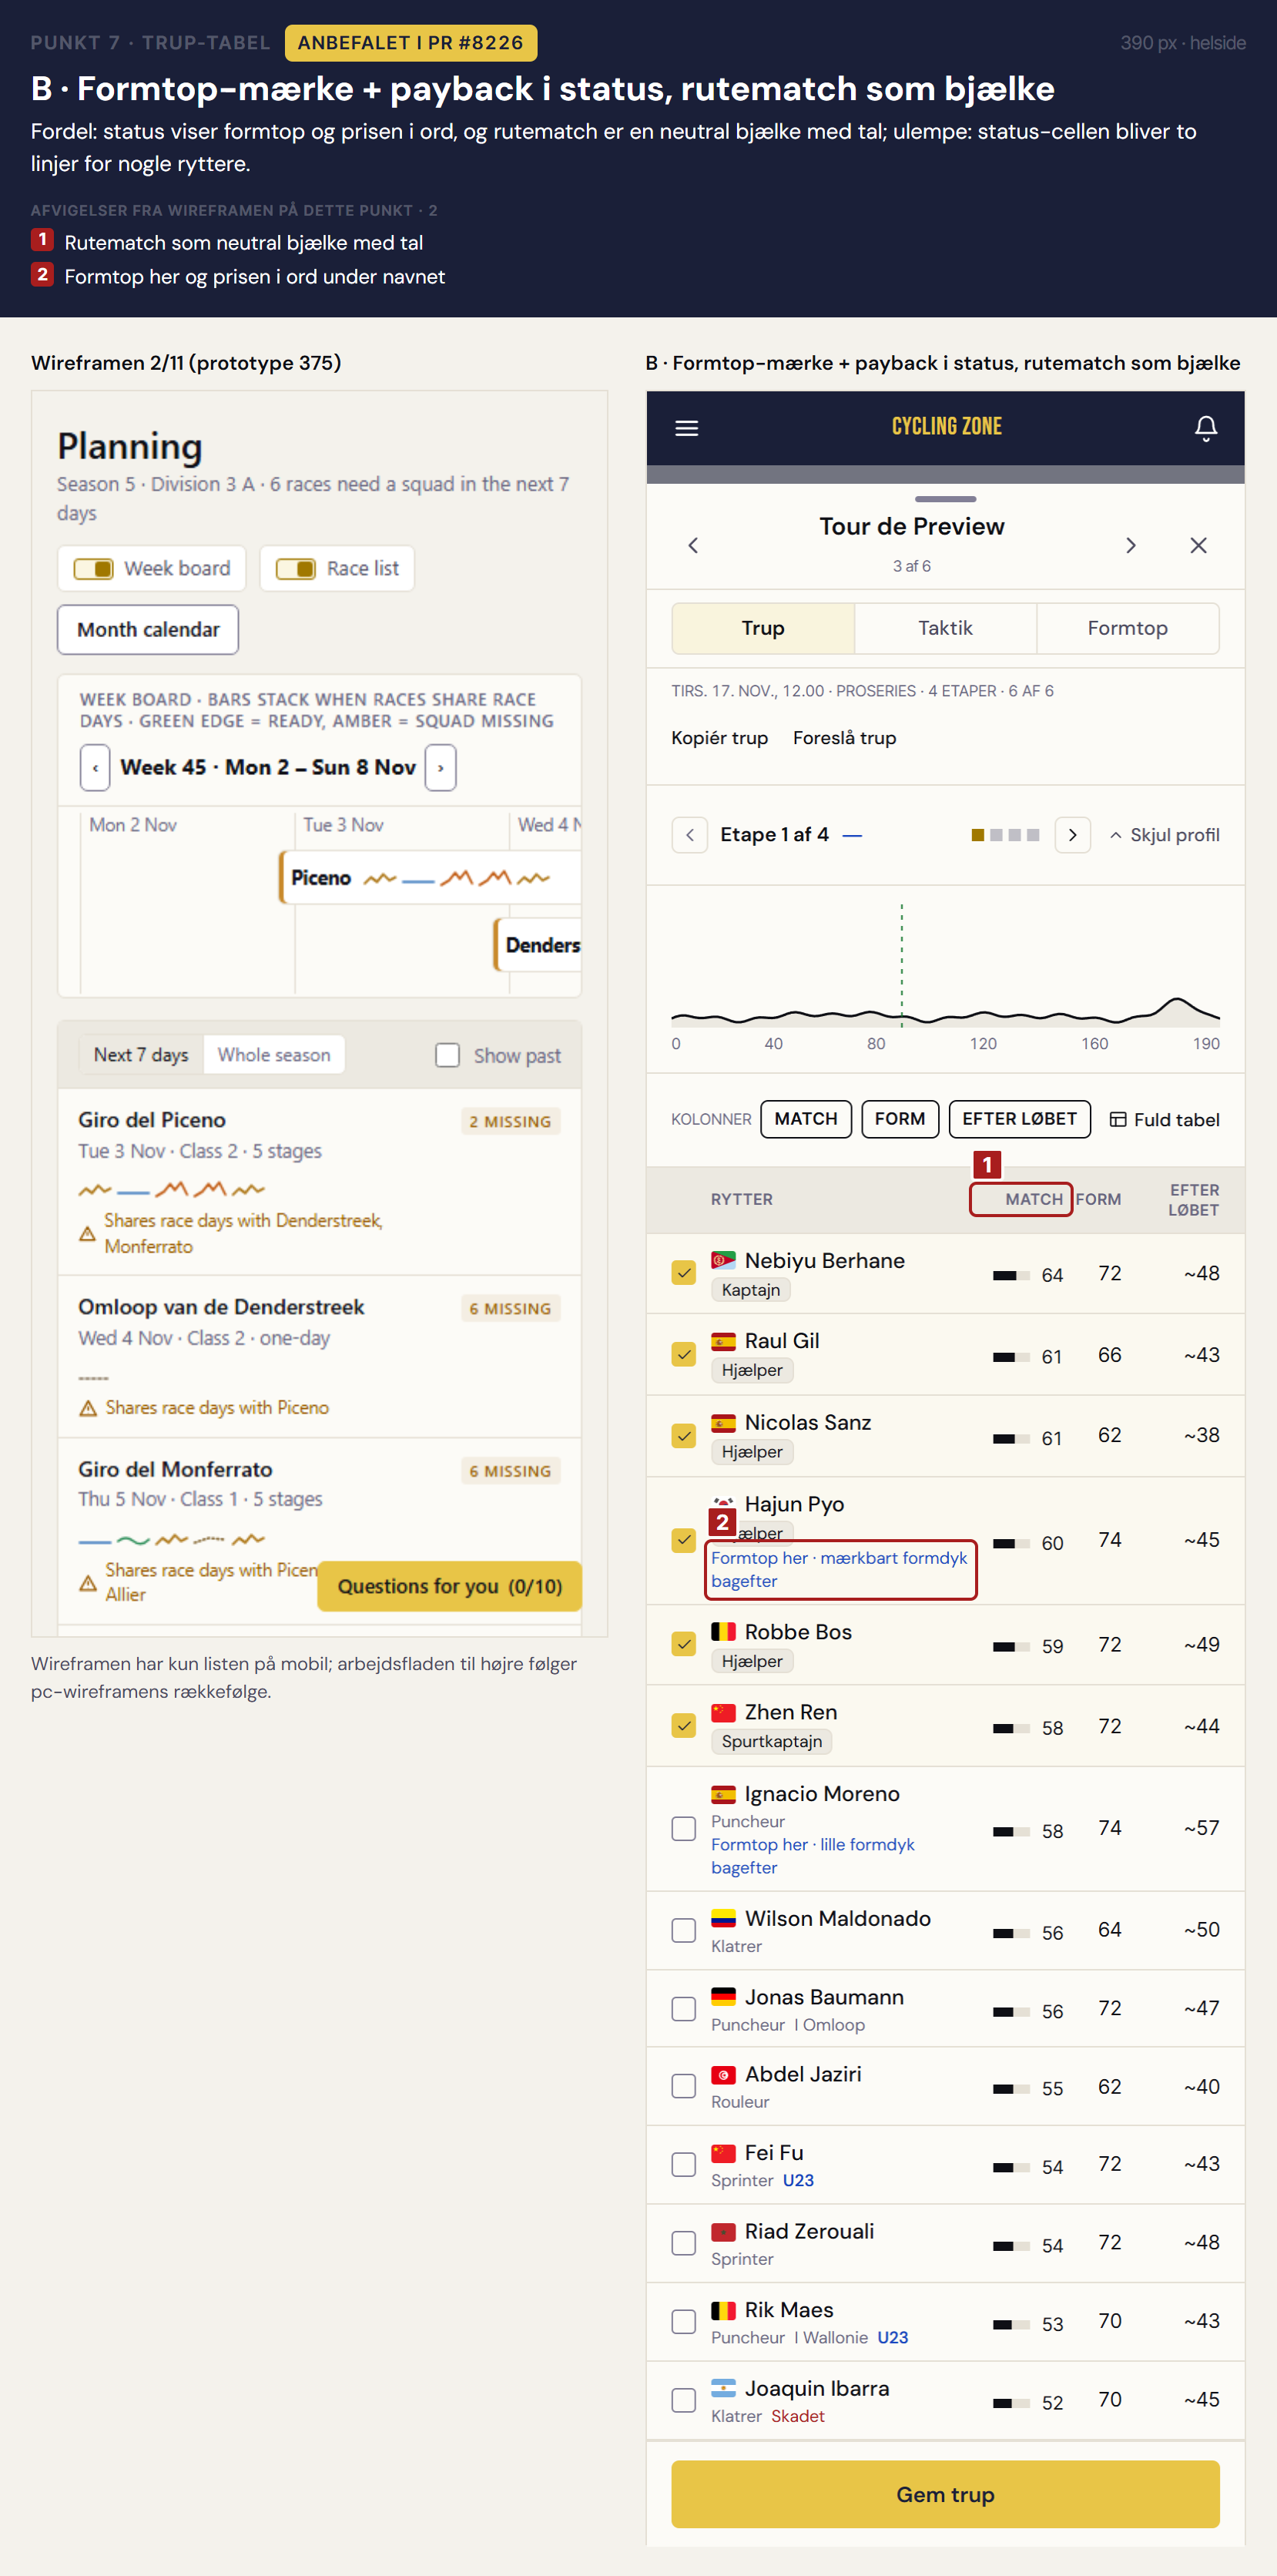 PUNKT 7 · TRUP-TABEL
ANBEFALET I PR #8226
390 px · helside
B · Formtop-mærke + payback i status, rutematch som bjælke
Fordel: status viser formtop og prisen i ord, og rutematch er en neutral bjælke med tal; ulempe: status-cellen bliver to
linjer for nogle ryttere.
AFVIGELSER FRA WIREFRAMEN PÅ DETTE PUNKT · 2
1 Rutematch som neutral bjælke med tal
2 Formtop her og prisen i ord under navnet
Wireframen 2/11 (prototype 375)
Planning
Season 5 · Division 3 A · 6 races need a squad in the next 7
days
Week board
Race list
Month calendar
WEEK BOARD · BARS STACK WHEN RACES SHARE RACE
DAYS · GREEN EDGE = READY, AMBER = SQUAD MISSING
‹ Week 45 · Mon 2 – Sun 8 Nov ›
Mon 2 Nov Tue 3 Nov Wed 4 N
Piceno
Denders
Next 7 days Whole season Show past
Giro del Piceno 2 MISSING
Tue 3 Nov · Class 2 · 5 stages
Shares race days with Denderstreek,
Monferrato
Omloop van de Denderstreek 6 MISSING
Wed 4 Nov · Class 2 · one-day
Shares race days with Piceno
Giro del Monferrato 6 MISSING
Thu 5 Nov · Class 1 · 5 stages
Shares race days with Picen
Allier
Questions for you (0/10)
Wireframen har kun listen på mobil; arbejdsfladen til højre følger
pc-wireframens rækkefølge.
B · Formtop-mærke + payback i status, rutematch som bjælke
CYCLING ZONE
Tour de Preview
3 af 6
Trup Taktik Formtop
TIRS. 17. NOV., 12.00 · PROSERIES · 4 ETAPER · 6 AF 6
Kopiér trup Foreslå trup
Etape 1 af 4
Skjul profil
0 40 80 120 160 190
KOLONNER MATCH FORM EFTER LØBET Fuld tabel
1
RYTTER MATCH FORM EFTER
LØBET
Nebiyu Berhane 64 72 ~48
Kaptajn
Raul Gil 61 66 ~43
Hjælper
Nicolas Sanz 61 62 ~38
Hjælper
Hajun Pyo 60 74 ~45
2 ælper
Formtop her · mærkbart formdyk
bagefter
Robbe Bos 59 72 ~49
Hjælper
Zhen Ren 58 72 ~44
Spurtkaptajn
Ignacio Moreno 58 74 ~57
Puncheur
Formtop her · lille formdyk
bagefter
Wilson Maldonado 56 64 ~50
Klatrer
Jonas Baumann 56 72 ~47
Puncheur I Omloop
Abdel Jaziri 55 62 ~40
Rouleur
Fei Fu 54 72 ~43
Sprinter U23
Riad Zerouali 54 72 ~48
Sprinter
Rik Maes 53 70 ~43
Puncheur I Wallonie U23
Joaquin Ibarra 52 70 ~45
Klatrer Skadet
Gem trup